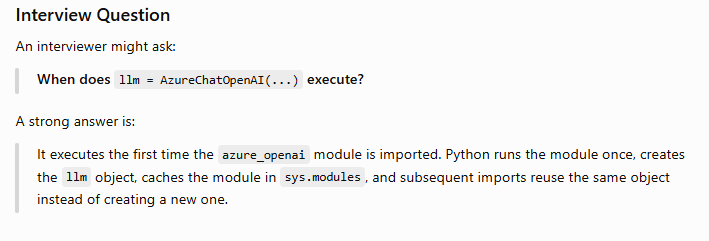 Interview Question
An interviewer might ask:
When does llm = AzureChatOpenAI(...) execute?
A strong answer is:
It executes the first time the azure_openai module is imported. Python runs the module once, creates
the llm object, caches the module in sys.modules, and subsequent imports reuse the same object
instead of creating a new one.